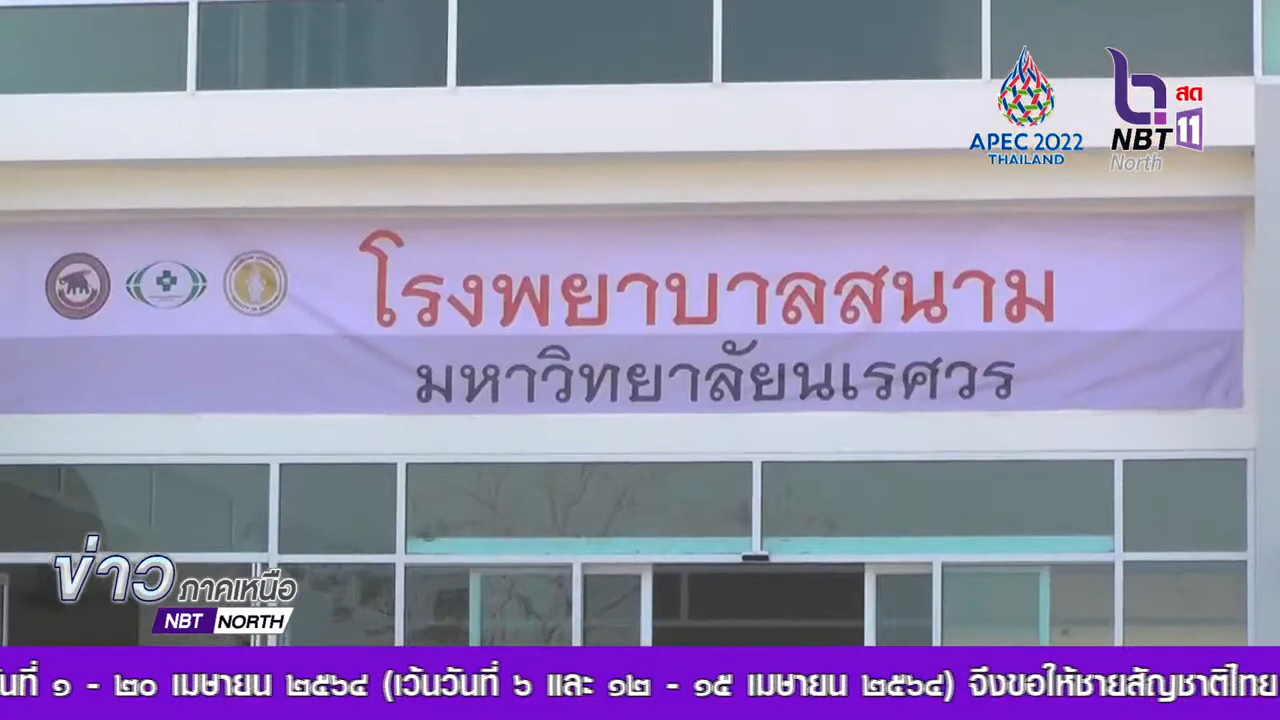 APEC 2022
THAILAND
สด
NBT 11
North
โรงพยาบาลสนาม
มหาวิทยาลัยนเรศวร
ข่าว ภาคเหนือ
NBT NORTH
นที่ ๑ - ๒๐ เมษายน ๒๕๖๔ (เว้นวันที่ ๖ และ ๑๒ - ๑๕ เมษายน ๒๕๖๔) จึงขอให้ชายสัญชาติไทย